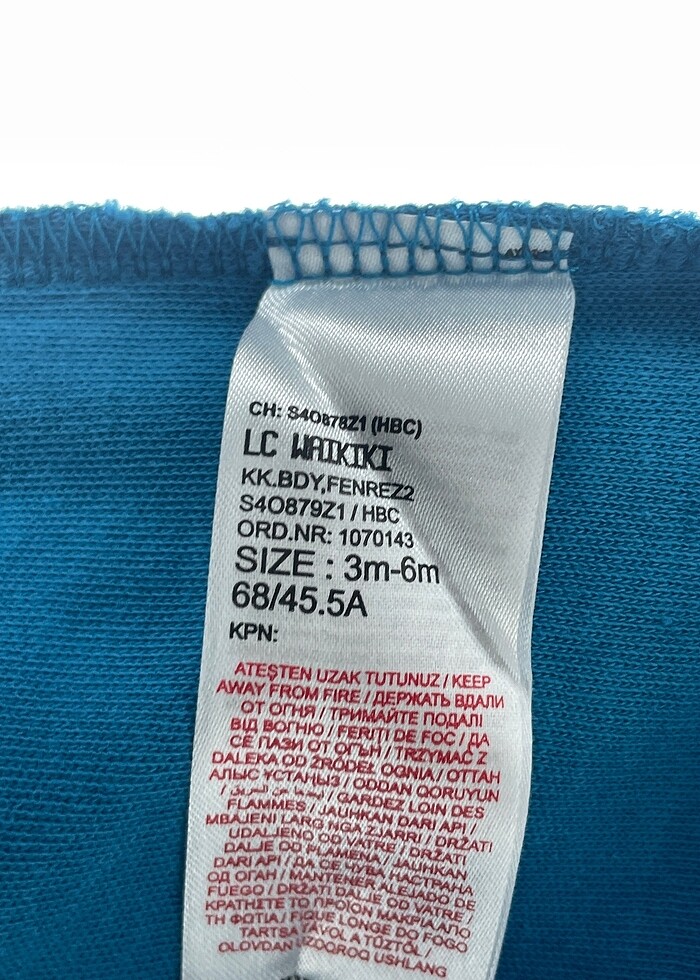 CH: S4O878Z1 (HBC)
LC WAIKIKI
KK.BDY,FENREZ2
S4O879Z1 / HBC
ORD.NR: 1070143
SIZE : 3m-6m
68/45.5A
KPN:
ATEŞTEN UZAK TUTUNUZ / KEEP
AWAY FROM FIRE / ДЕРЖАТЬ ВДАЛИ
ОТ ОГНЯ / ТРИМАЙТЕ ПОДАЛІ
ВІД ВОГНЮ / FERIȚI DE FOC / ДА
СЕ ПАЗИ ОТ ОГЪН / TRZYMAĆ Z
DALEKA OD ŹRÓDEŁ OGNIA / ОТТАН
АЛЫС ҰСТАНЫЗ / ODDAN QORUYUN
/ GARDEZ LOIN DES
FLAMMES / JAUHKAN DARI API /
MBAJENI LARG NGA ZJARRI / DRŽATI
UDALJENO OD VATRE / DRŽATI
DALJE OD PLAMENA / JAUHKAN
DARI API / ДА СЕ ЧУВА НАСТРАНА
ОД ОГАН / MANTENER ALEJADO DE
FUEGO / DRŽATI DALJE OD VATRE /
ΚΡΑΤΗΣΤΕ ΤΟ ΠΡΟΪΟΝ ΜΑΚΡΙΑ ΑΠΟ
ΤΗ ΦΩΤΙΑ / FIQUE LONGE DO FOGO
TARTSA TÁVOL A TŰZTŐL /
OLOVDAN UZOQROQ USHLANG